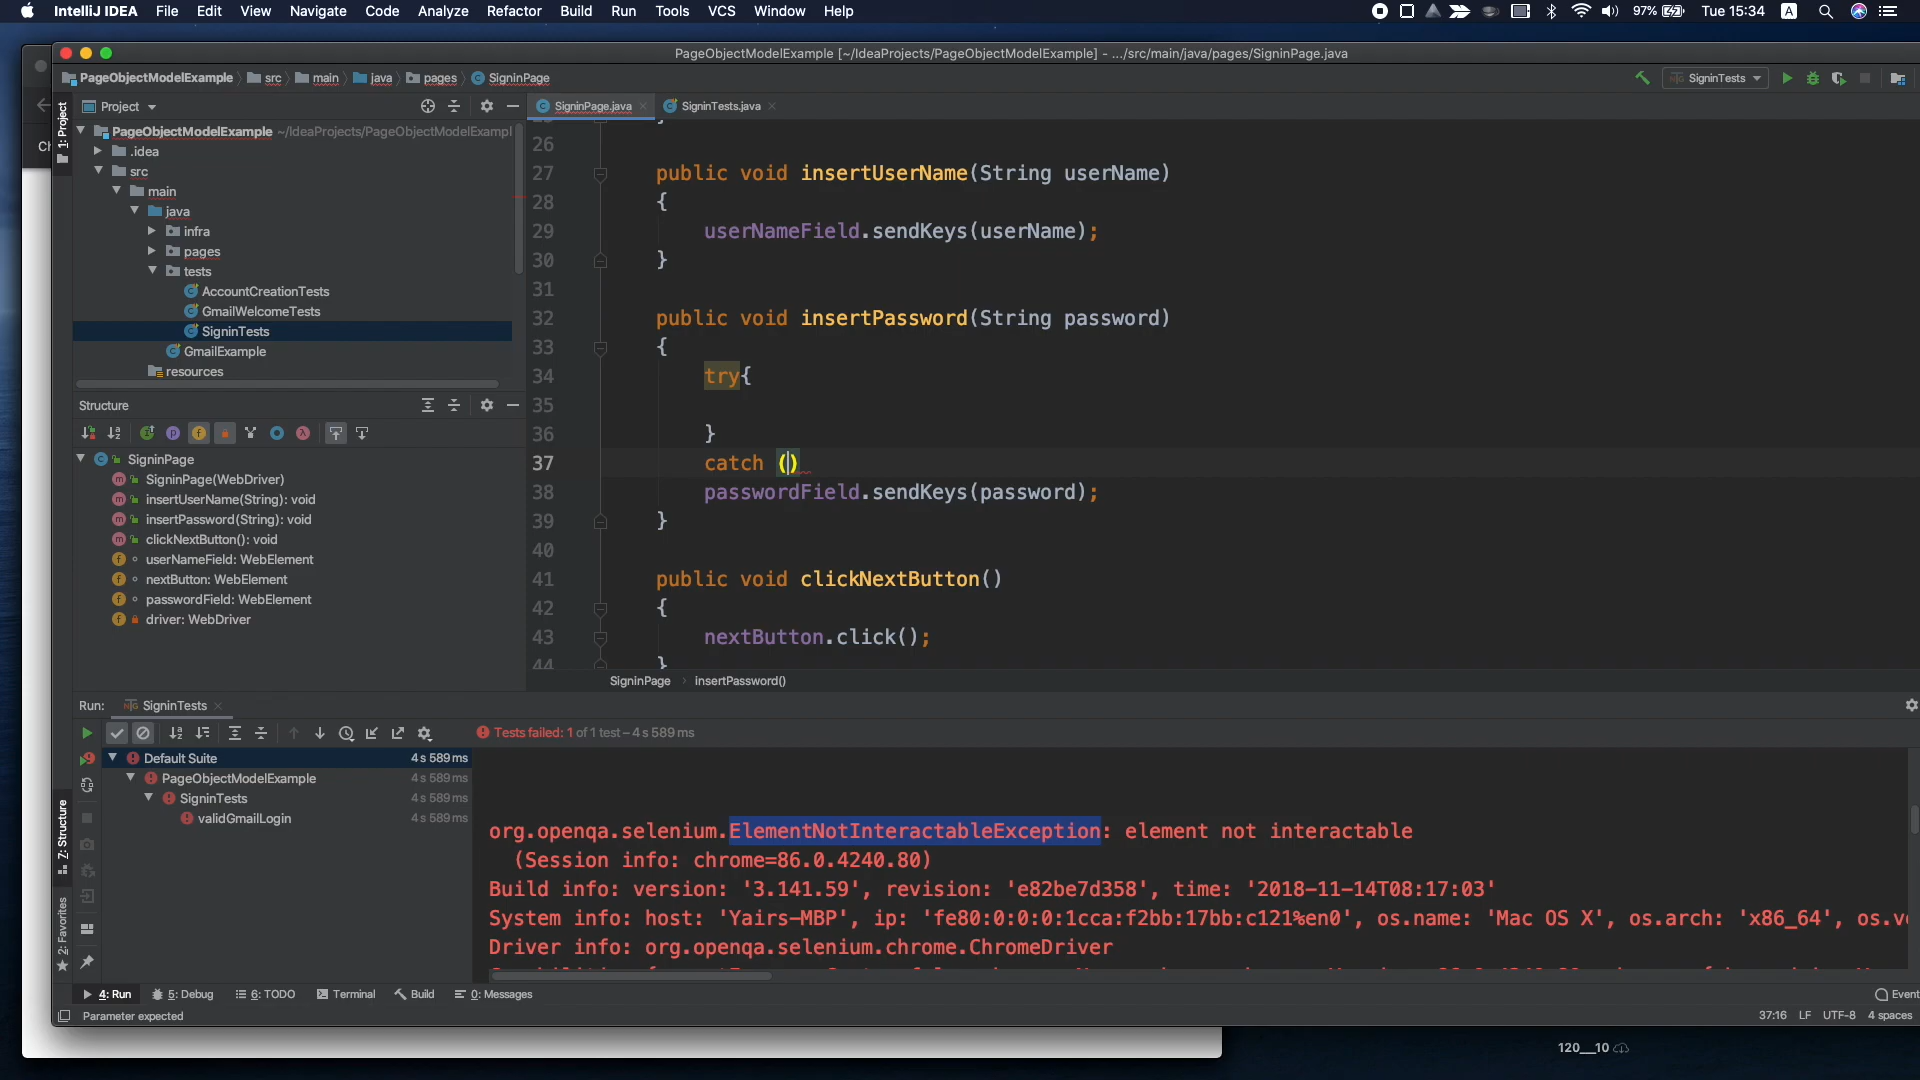 IntelliJ IDEA File Edit View Navigate Code Analyze Refactor Build Run Tools VCS Window Help 97% Tue 15:34 A
PageObjectModelExample [~/IdeaProjects/PageObjectModelExample] - .../src/main/java/pages/SigninPage.java
PageObjectModelExample src main java pages SigninPage SigninTests
1: Project
Project
SigninPage.java SigninTests.java
PageObjectModelExample ~/IdeaProjects/PageObjectModelExampl
.idea
src
main
java
infra
pages
tests
AccountCreationTests
GmailWelcomeTests
SigninTests
GmailExample
resources
Structure
SigninPage
SigninPage(WebDriver)
insertUserName(String): void
insertPassword(String): void
clickNextButton(): void
userNameField: WebElement
nextButton: WebElement
passwordField: WebElement
driver: WebDriver
26
27 public void insertUserName(String userName)
28 {
29 userNameField.sendKeys(userName);
30 }
31
32 public void insertPassword(String password)
33 {
34 try{
35
36 }
37 catch ()
38 passwordField.sendKeys(password);
39 }
40
41 public void clickNextButton()
42 {
43 nextButton.click();
44 }
SigninPage insertPassword()
Run: SigninTests
Tests failed: 1 of 1 test – 4 s 589 ms
Default Suite 4 s 589 ms
PageObjectModelExample 4 s 589 ms
SigninTests 4 s 589 ms
validGmailLogin 4 s 589 ms
org.openqa.selenium.ElementNotInteractableException: element not interactable
(Session info: chrome=86.0.4240.80)
Build info: version: '3.141.59', revision: 'e82be7d358', time: '2018-11-14T08:17:03'
System info: host: 'Yairs-MBP', ip: 'fe80:0:0:0:1cca:f2bb:17bb:c121%en0', os.name: 'Mac OS X', os.arch: 'x86_64', os.v
Driver info: org.openqa.selenium.chrome.ChromeDriver
Z: Structure
2: Favorites
4: Run 5: Debug 6: TODO Terminal Build 0: Messages Event
Parameter expected 37:16 LF UTF-8 4 spaces
120__10